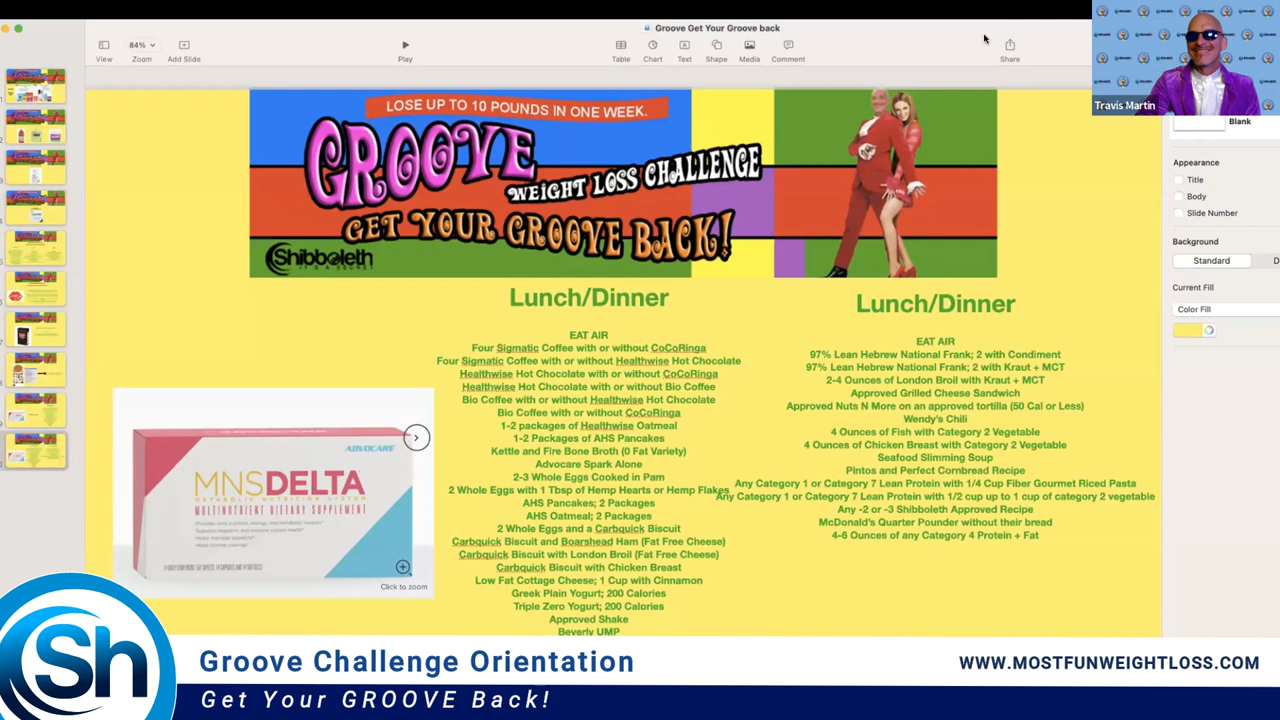 Groove Get Your Groove back
84%
View
Zoom
Add Slide
Play
Table
Chart
Text
Shape
Media
Comment
Share
Travis Martin
Blank
Appearance
Title
Body
Slide Number
Background
Standard
D
Current Fill
Color Fill
LOSE UP TO 10 POUNDS IN ONE WEEK.
GROOVE
WEIGHT LOSS CHALLENGE
GET YOUR GROOVE BACK!
Shibboleth
IT'S A SECRET
Lunch/Dinner
EAT AIR
Four Sigmatic Coffee with or without CoCoRinga
Four Sigmatic Coffee with or without Healthwise Hot Chocolate
Healthwise Hot Chocolate with or without CoCoRinga
Healthwise Hot Chocolate with or without Bio Coffee
Bio Coffee with or without Healthwise Hot Chocolate
Bio Coffee with or without CoCoRinga
1-2 packages of Healthwise Oatmeal
1-2 Packages of AHS Pancakes
Kettle and Fire Bone Broth (0 Fat Variety)
Advocare Spark Alone
2-3 Whole Eggs Cooked in Pam
2 Whole Eggs with 1 Tbsp of Hemp Hearts or Hemp Flakes
AHS Pancakes; 2 Packages
AHS Oatmeal; 2 Packages
2 Whole Eggs and a Carbquick Biscuit
Carbquick Biscuit and Boarshead Ham (Fat Free Cheese)
Carbquick Biscuit with London Broil (Fat Free Cheese)
Carbquick Biscuit with Chicken Breast
Low Fat Cottage Cheese; 1 Cup with Cinnamon
Greek Plain Yogurt; 200 Calories
Triple Zero Yogurt; 200 Calories
Approved Shake
Beverly UMP
Lunch/Dinner
EAT AIR
97% Lean Hebrew National Frank; 2 with Condiment
97% Lean Hebrew National Frank; 2 with Kraut + MCT
2-4 Ounces of London Broil with Kraut + MCT
Approved Grilled Cheese Sandwich
Approved Nuts N More on an approved tortilla (50 Cal or Less)
Wendy's Chili
4 Ounces of Fish with Category 2 Vegetable
4 Ounces of Chicken Breast with Category 2 Vegetable
Seafood Slimming Soup
Pintos and Perfect Cornbread Recipe
Any Category 1 or Category 7 Lean Protein with 1/4 Cup Fiber Gourmet Riced Pasta
Any Category 1 or Category 7 Lean Protein with 1/2 cup up to 1 cup of category 2 vegetable
Any -2 or -3 Shibboleth Approved Recipe
McDonald's Quarter Pounder without their bread
4-6 Ounces of any Category 4 Protein + Fat
ADVOCARE
MNSDELTA
METABOLIC NUTRITION SYSTEM
MULTINUTRIENT DIETARY SUPPLEMENT
Click to zoom
Sh
Groove Challenge Orientation
Get Your GROOVE Back!
WWW.MOSTFUNWEIGHTLOSS.COM